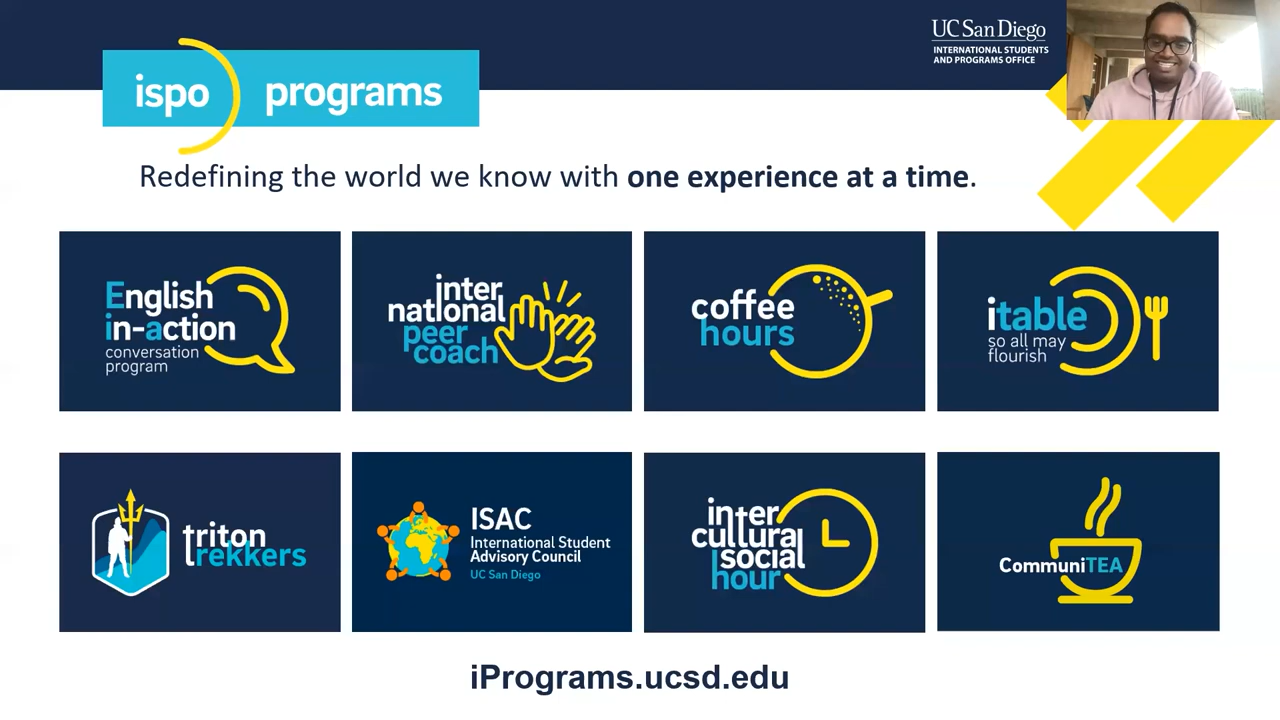 UC San Diego
INTERNATIONAL STUDENTS
AND PROGRAMS OFFICE
ispo programs
Redefining the world we know with one experience at a time.
English
in-action
conversation
program
inter
national
peer
coach
coffee
hours
itable
so all may
flourish
triton
trekkers
ISAC
International Student
Advisory Council
UC San Diego
inter
cultural
social
hour
CommuniTEA
iPrograms.ucsd.edu